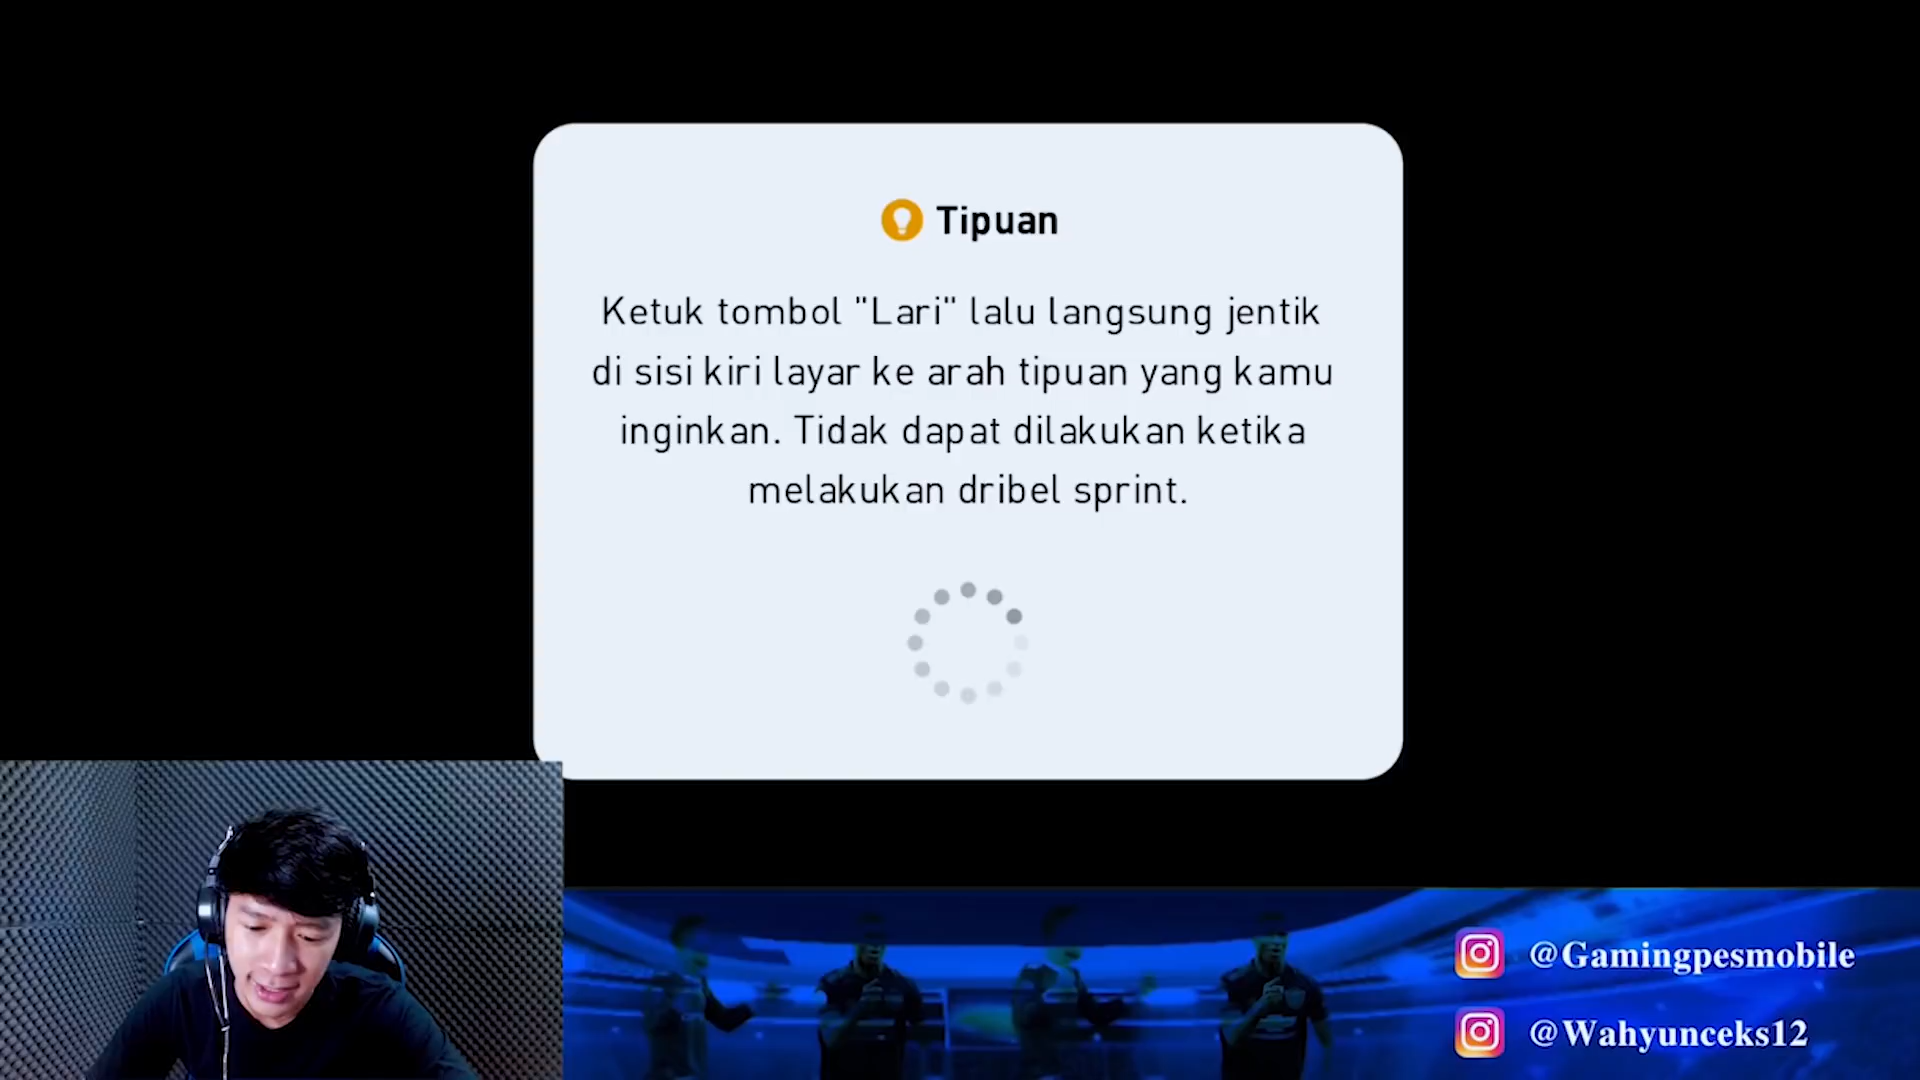 Tipuan
Ketuk tombol "Lari" lalu langsung jentik
di sisi kiri layar ke arah tipuan yang kamu
inginkan. Tidak dapat dilakukan ketika
melakukan dribel sprint.
@Gamingpesmobile
@Wahyunceks12